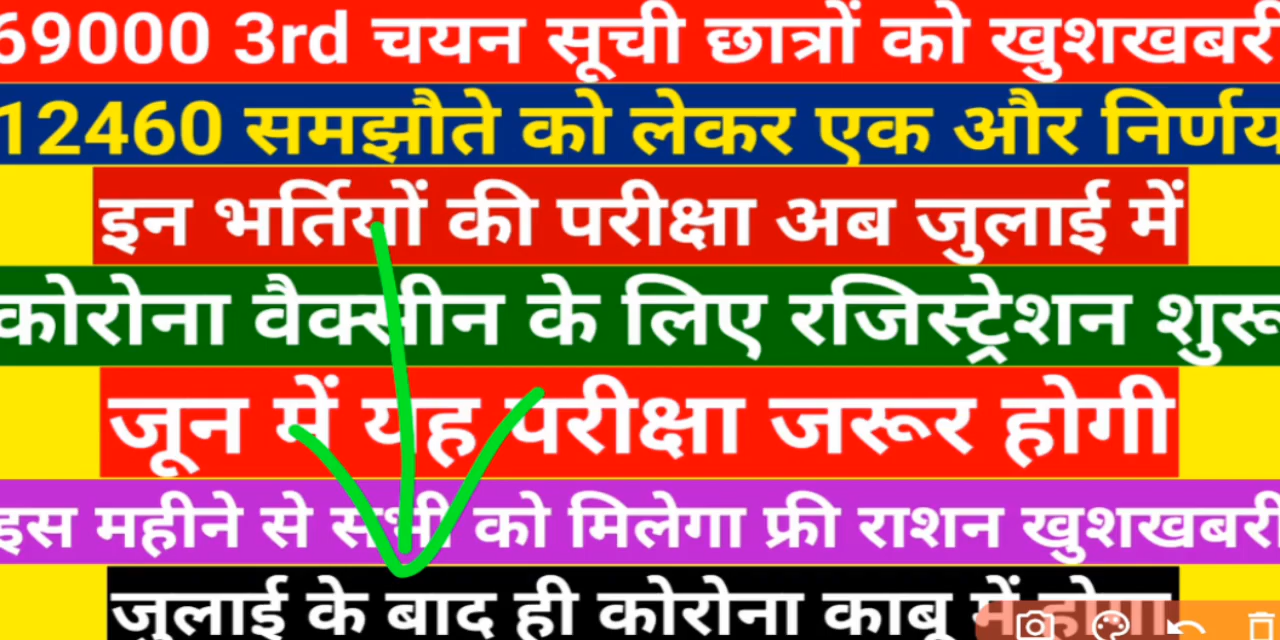 69000 3rd चयन सूची छात्रों को खुशखबरी
12460 समझौते को लेकर एक और निर्णय
इन भर्तियों की परीक्षा अब जुलाई में
कोरोना वैक्सीन के लिए रजिस्ट्रेशन शुरू
जून में यह परीक्षा जरूर होगी
इस महीने से सभी को मिलेगा फ्री राशन खुशखबरी
जुलाई के बाद ही कोरोना काबू में होगा